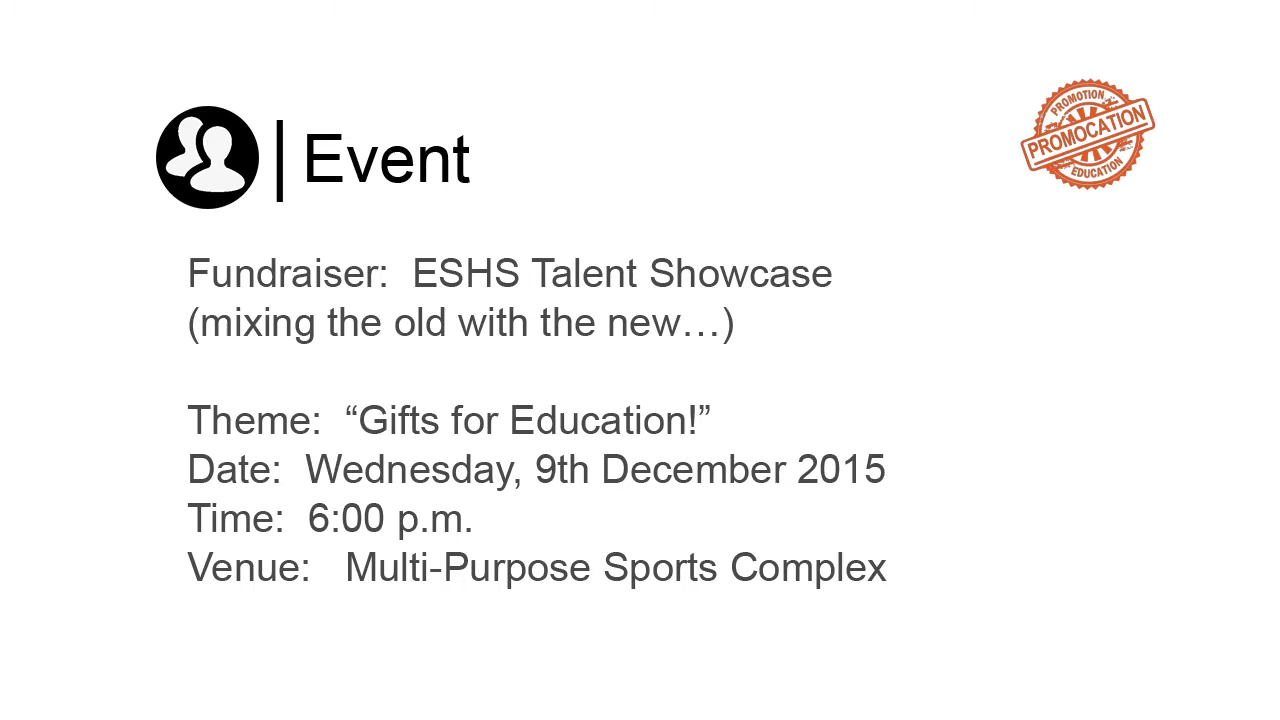 Event
PROMOTION
PROMOCATION
EDUCATION
Fundraiser:  ESHS Talent Showcase
(mixing the old with the new…)
Theme:  “Gifts for Education!”
Date:  Wednesday, 9th December 2015
Time:  6:00 p.m.
Venue:   Multi-Purpose Sports Complex